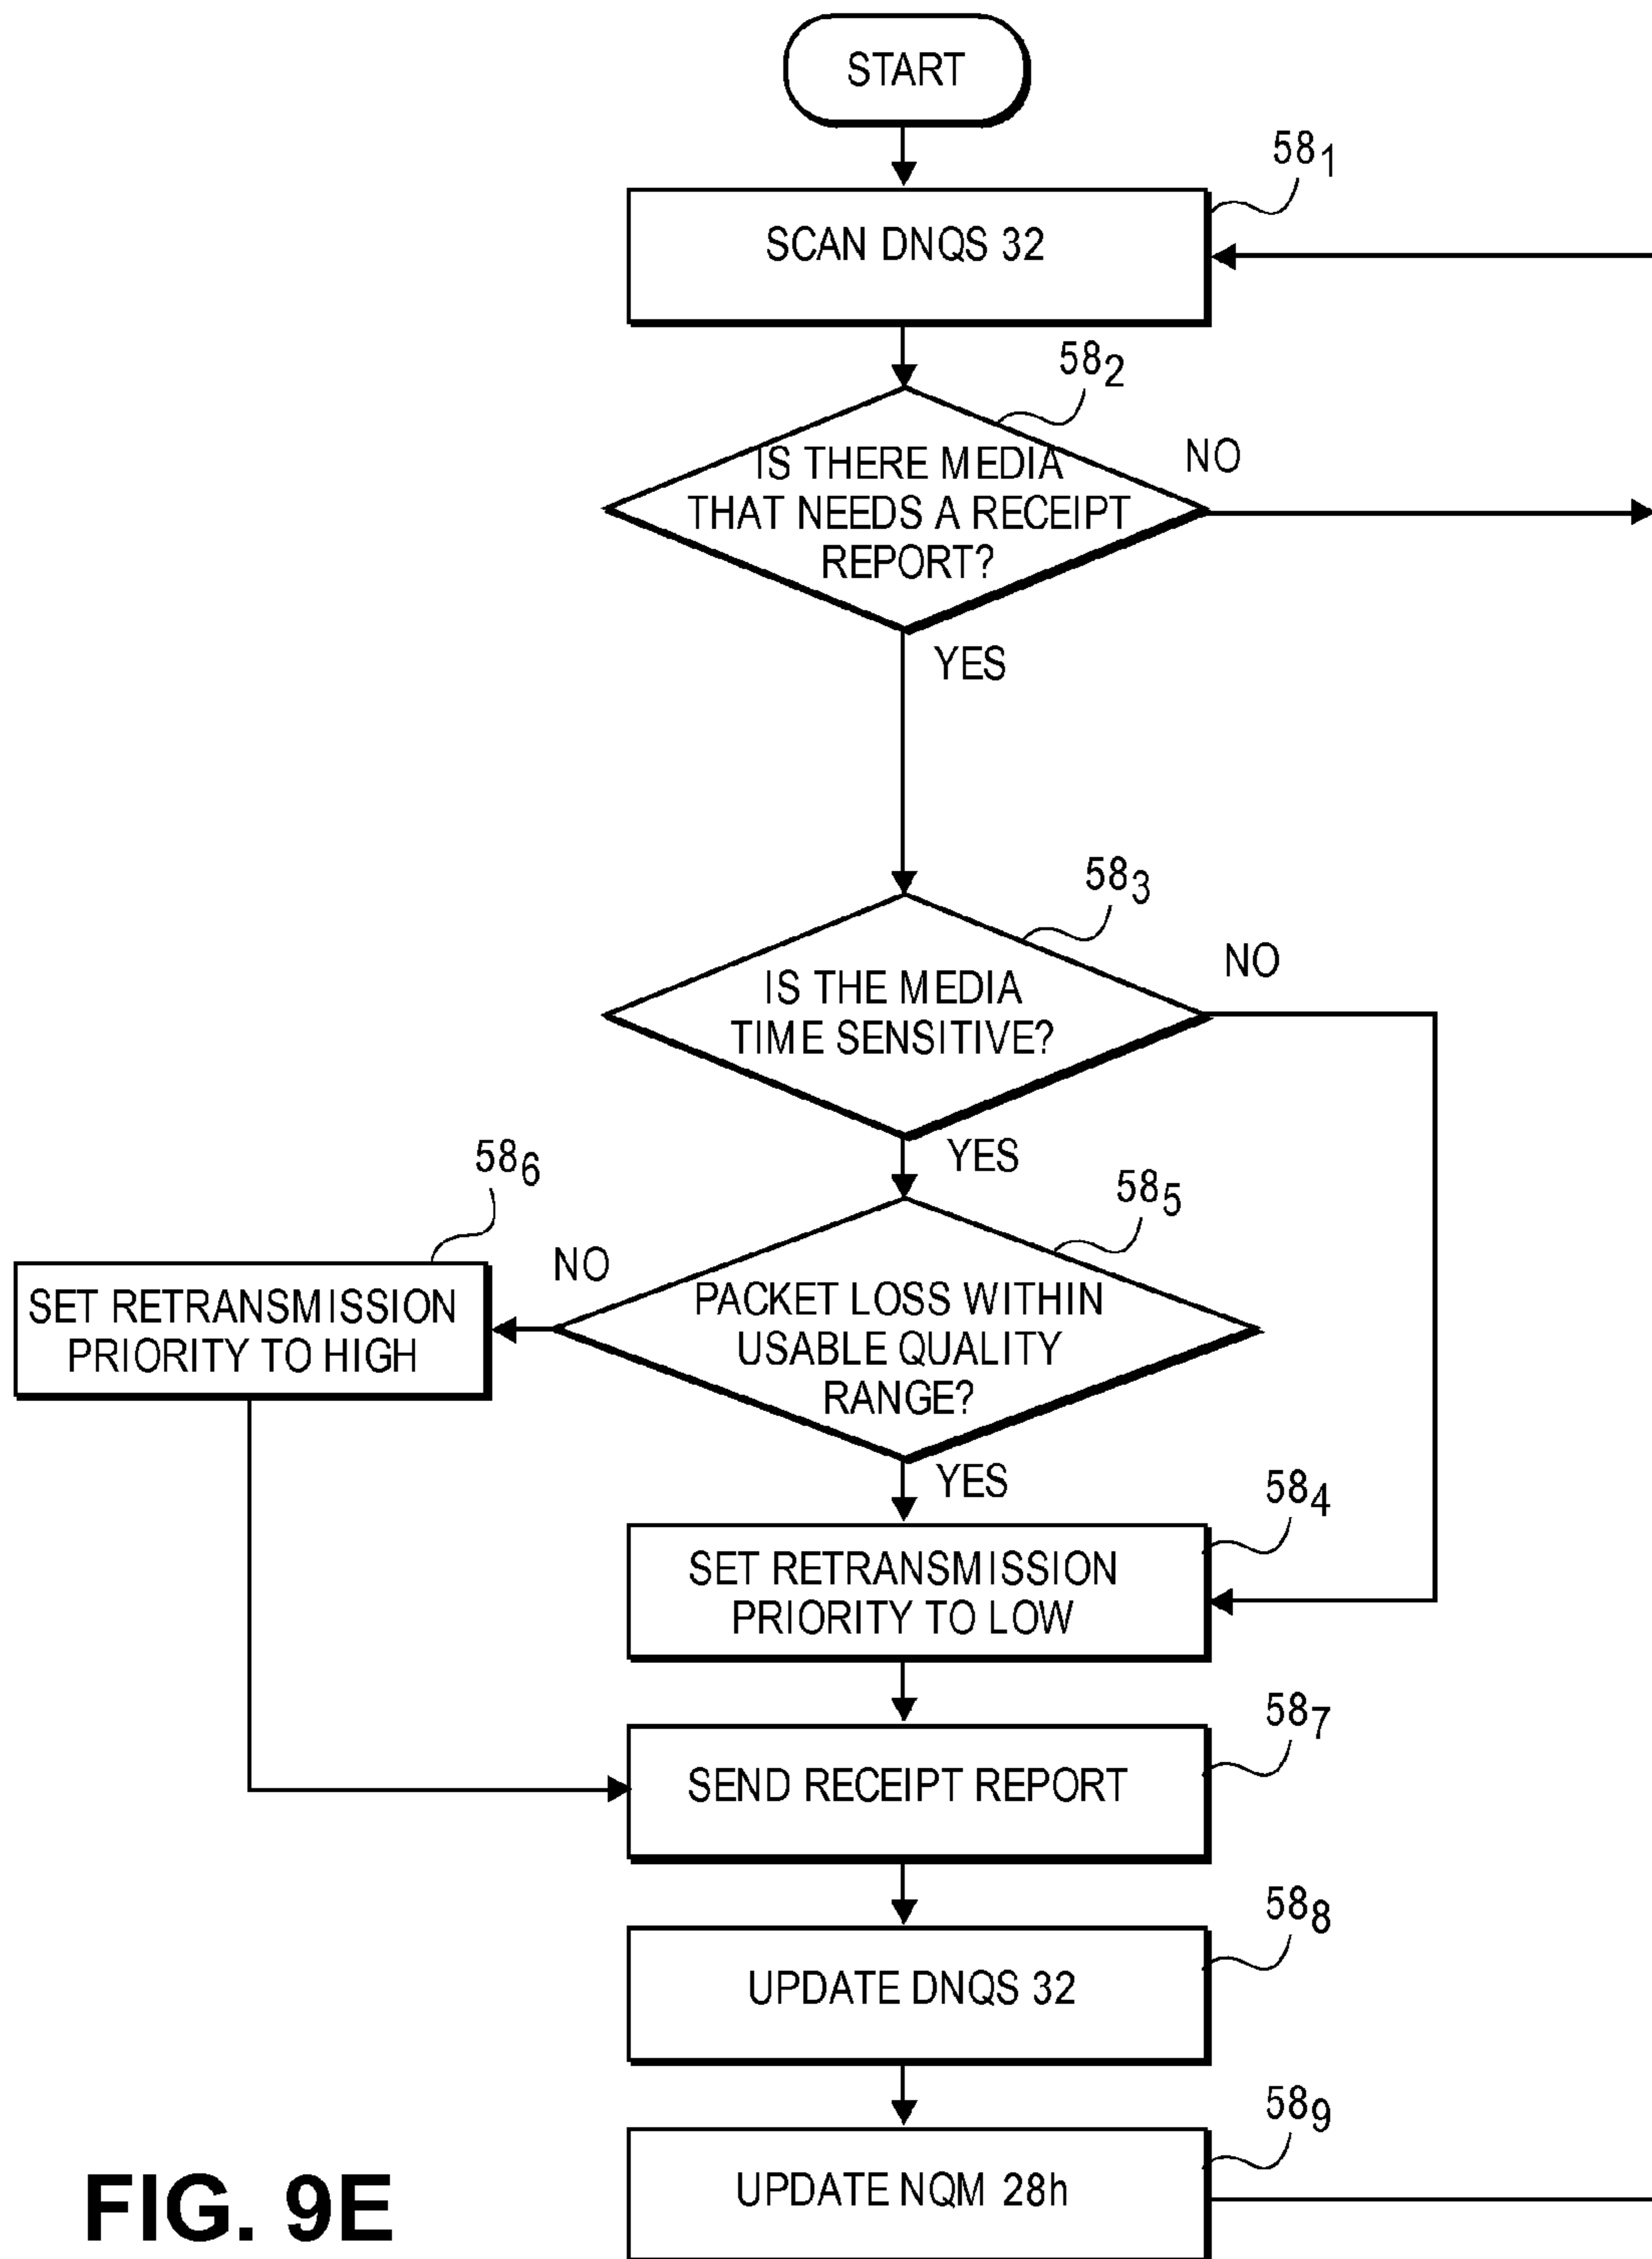 START
58₁
SCAN DNQS 32
58₂
IS THERE MEDIA
THAT NEEDS A RECEIPT
REPORT?
NO
YES
58₃
IS THE MEDIA
TIME SENSITIVE?
NO
YES
58₆
58₅
SET RETRANSMISSION
PRIORITY TO HIGH
NO
PACKET LOSS WITHIN
USABLE QUALITY
RANGE?
YES
58₄
SET RETRANSMISSION
PRIORITY TO LOW
58₇
SEND RECEIPT REPORT
58₈
UPDATE DNQS 32
58₉
UPDATE NQM 28h
FIG. 9E